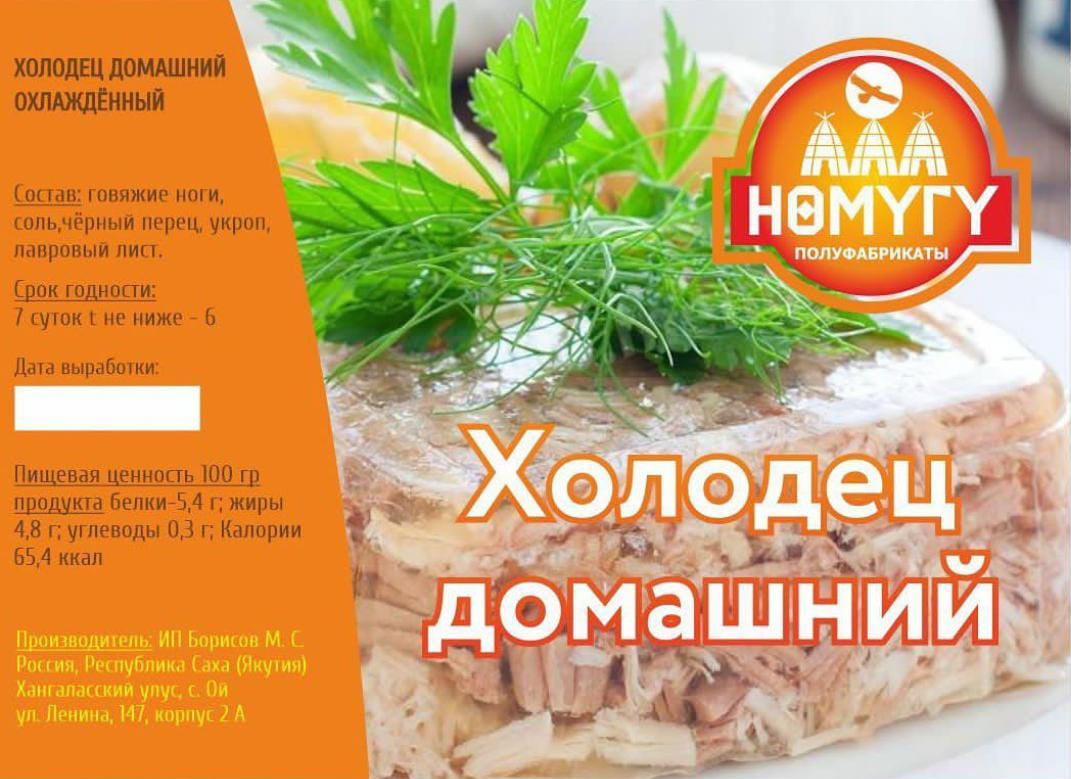 ХОЛОДЕЦ ДОМАШНИЙ
ОХЛАЖДЁННЫЙ
Состав: говяжие ноги,
соль,чёрный перец, укроп,
лавровый лист.
Срок годности:
7 суток t не ниже - 6
Дата выработки:
Пищевая ценность 100 гр
продукта белки-5,4 г; жиры
4,8 г; углеводы 0,3 г; Калории
65,4 ккал
Производитель: ИП Борисов М. С.
Россия, Республика Саха (Якутия)
Хангаласский улус, с. Ой
ул. Ленина, 147, корпус 2 А
НӨМҮГҮ
ПОЛУФАБРИКАТЫ
Холодец
домашний